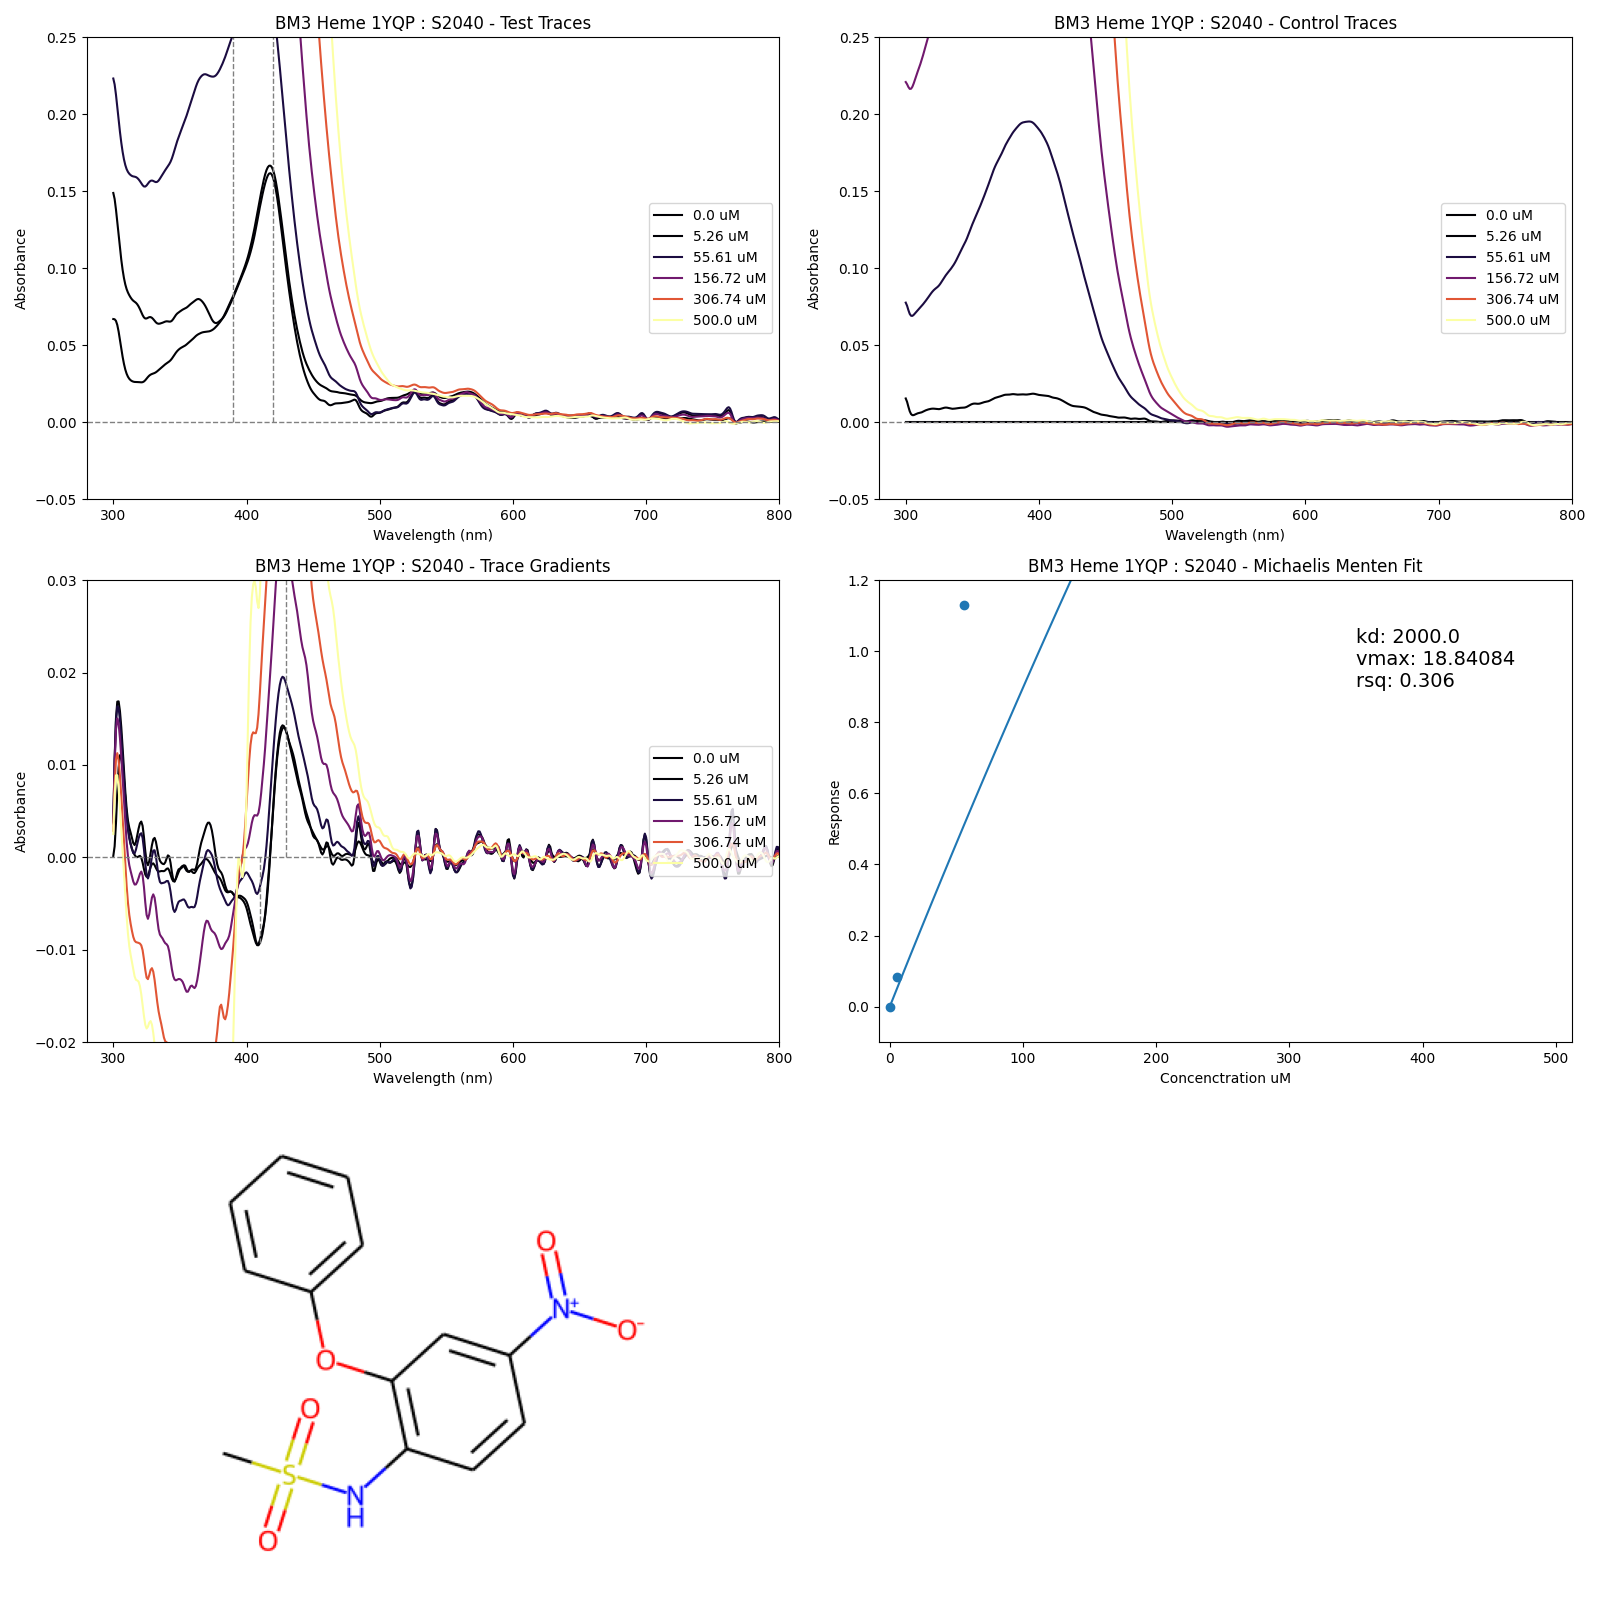 BM3 Heme 1YQP : S2040 - Test Traces
0.25
0.20
0.15
0.10
0.05
0.00
−0.05
Absorbance
300 400 500 600 700 800
Wavelength (nm)
0.0 uM
5.26 uM
55.61 uM
156.72 uM
306.74 uM
500.0 uM
BM3 Heme 1YQP : S2040 - Control Traces
0.25
0.20
0.15
0.10
0.05
0.00
−0.05
Absorbance
300 400 500 600 700 800
Wavelength (nm)
0.0 uM
5.26 uM
55.61 uM
156.72 uM
306.74 uM
500.0 uM
BM3 Heme 1YQP : S2040 - Trace Gradients
0.03
0.02
0.01
0.00
−0.01
−0.02
Absorbance
300 400 500 600 700 800
Wavelength (nm)
0.0 uM
5.26 uM
55.61 uM
156.72 uM
306.74 uM
500.0 uM
BM3 Heme 1YQP : S2040 - Michaelis Menten Fit
1.2
1.0
0.8
0.6
0.4
0.2
0.0
Response
0 100 200 300 400 500
Concenctration uM
kd: 2000.0
vmax: 18.84084
rsq: 0.306
O
N+
O−
O
O
S
N
H
O